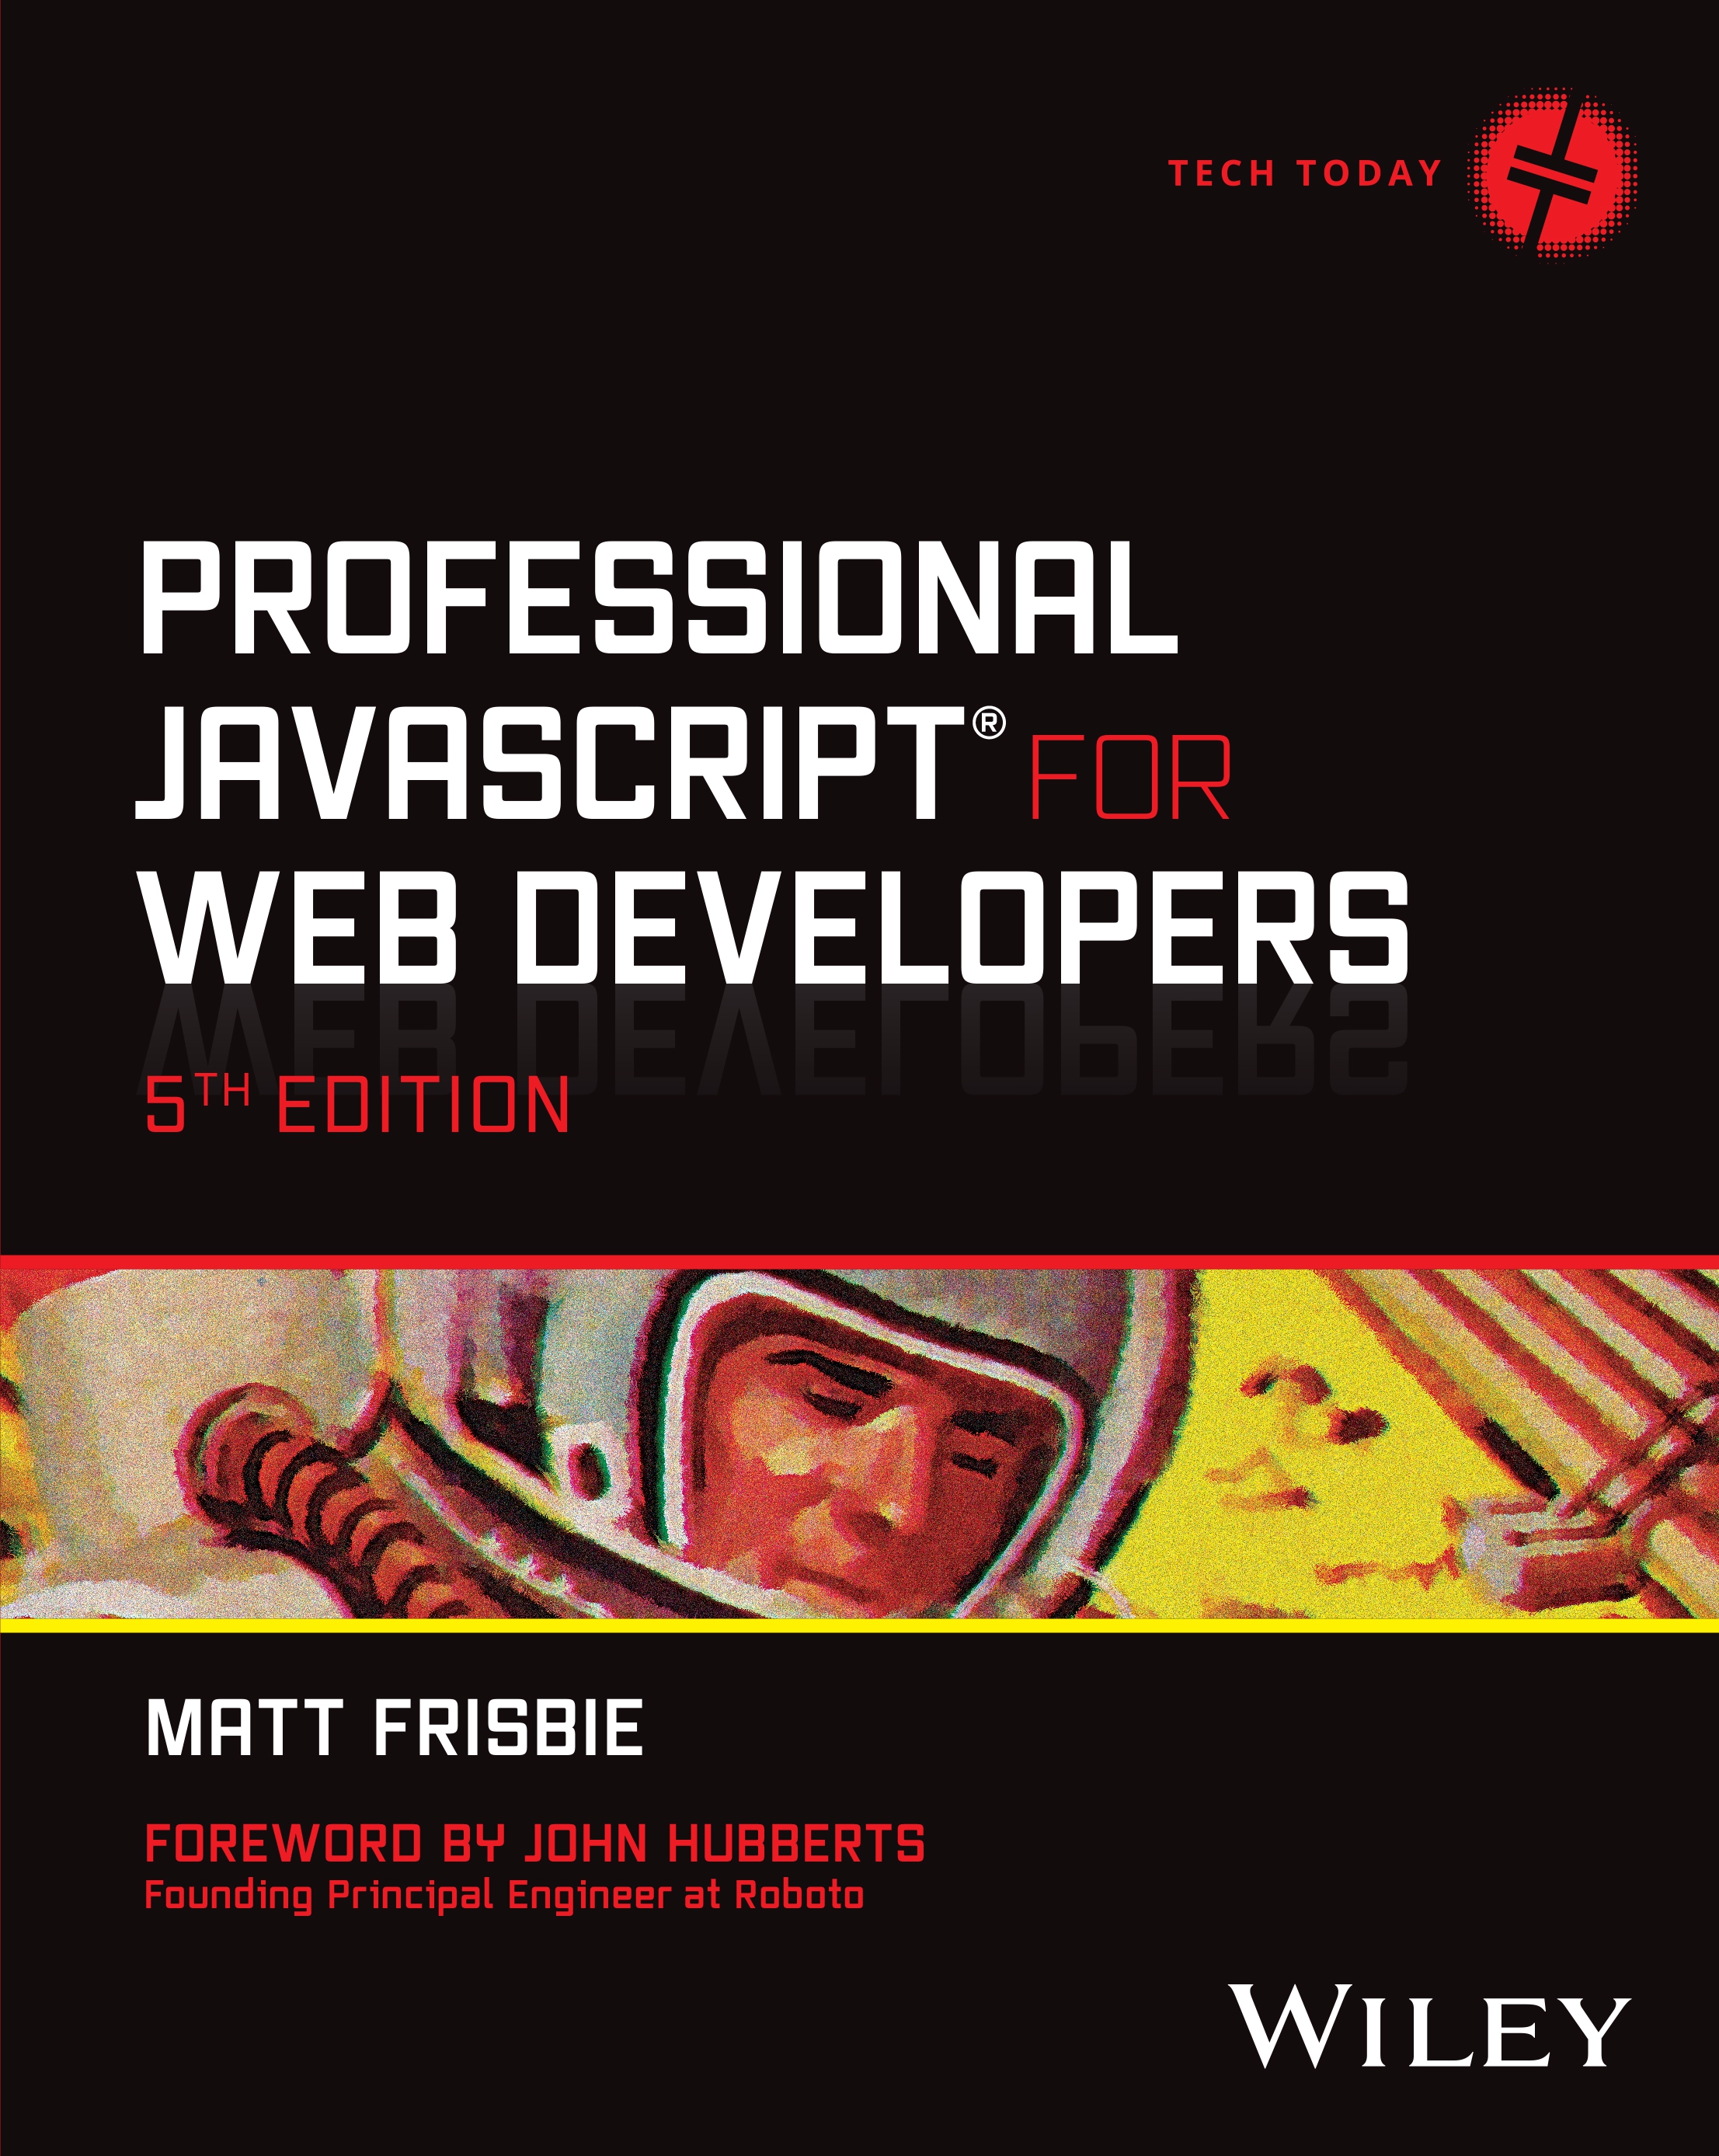 TECH TODAY
PROFESSIONAL
JAVASCRIPT® FOR
WEB DEVELOPERS
5TH EDITION
MATT FRISBIE
FOREWORD BY JOHN HUBBERTS
Founding Principal Engineer at Roboto
WILEY